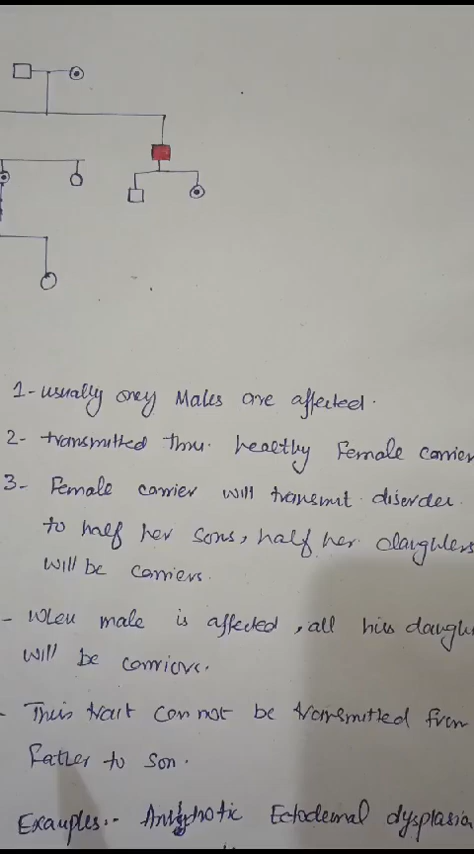 1- usually only Males are affected.
2- transmitted thru. healthy Female carrier
3- Female carrier will transmit disorder
to half her sons, half her daughters
will be carriers.
- When male is affected, all his daugh
will be carriers.
- This trait can not be transmitted from
Father to son.
Examples:- Ectodermal dysplasia